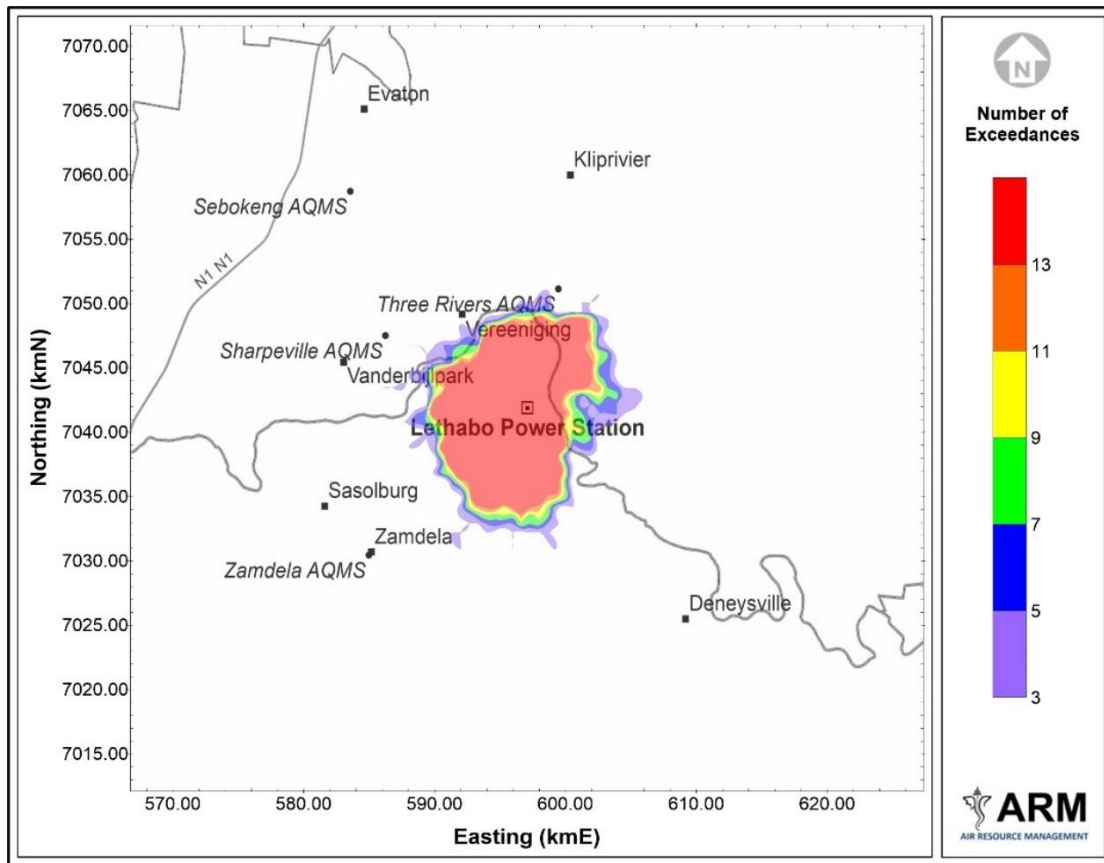 7070.00
7065.00
7060.00
7055.00
7050.00
7045.00
7040.00
7035.00
7030.00
7025.00
7020.00
7015.00
Northing (kmN)
Evaton
Kliprivier
Sebokeng AQMS
N1 N1
Three Rivers AQMS
Vereeniging
Sharpeville AQMS
Vanderbijlpark
Lethabo Power Station
Sasolburg
Zamdela
Zamdela AQMS
Deneysville
570.00 580.00 590.00 600.00 610.00 620.00
Easting (kmE)
N
Number of
Exceedances
13
11
9
7
5
3
ARM
AIR RESOURCE MANAGEMENT